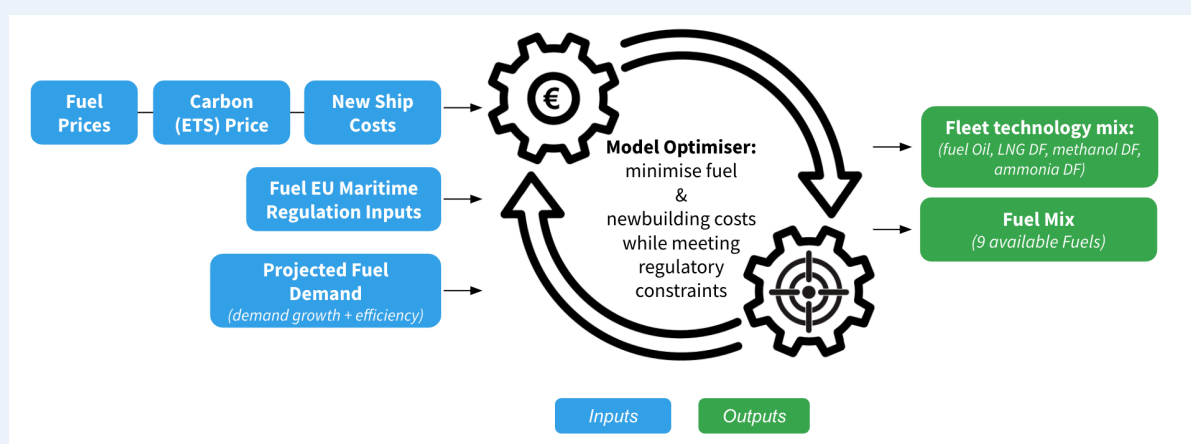 Fuel
Prices
Carbon
(ETS) Price
New Ship
Costs
Fuel EU Maritime
Regulation Inputs
Projected Fuel
Demand
(demand growth + efficiency)
€
Model Optimiser:
minimise fuel
&
newbuilding costs
while meeting
regulatory
constraints
Fleet technology mix:
(fuel Oil, LNG DF, methanol DF,
ammonia DF)
Fuel Mix
(9 available Fuels)
Inputs
Outputs